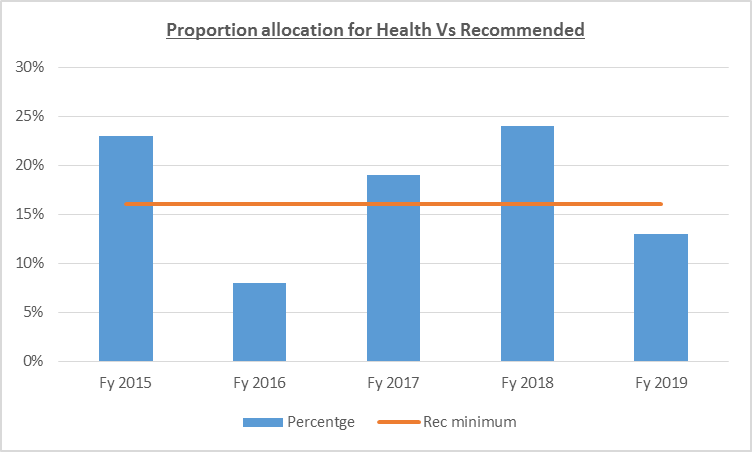 Proportion allocation for Health Vs Recommended
30%
25%
20%
15%
10%
5%
0%
Fy 2015 Fy 2016 Fy 2017 Fy 2018 Fy 2019
Percentge Rec minimum